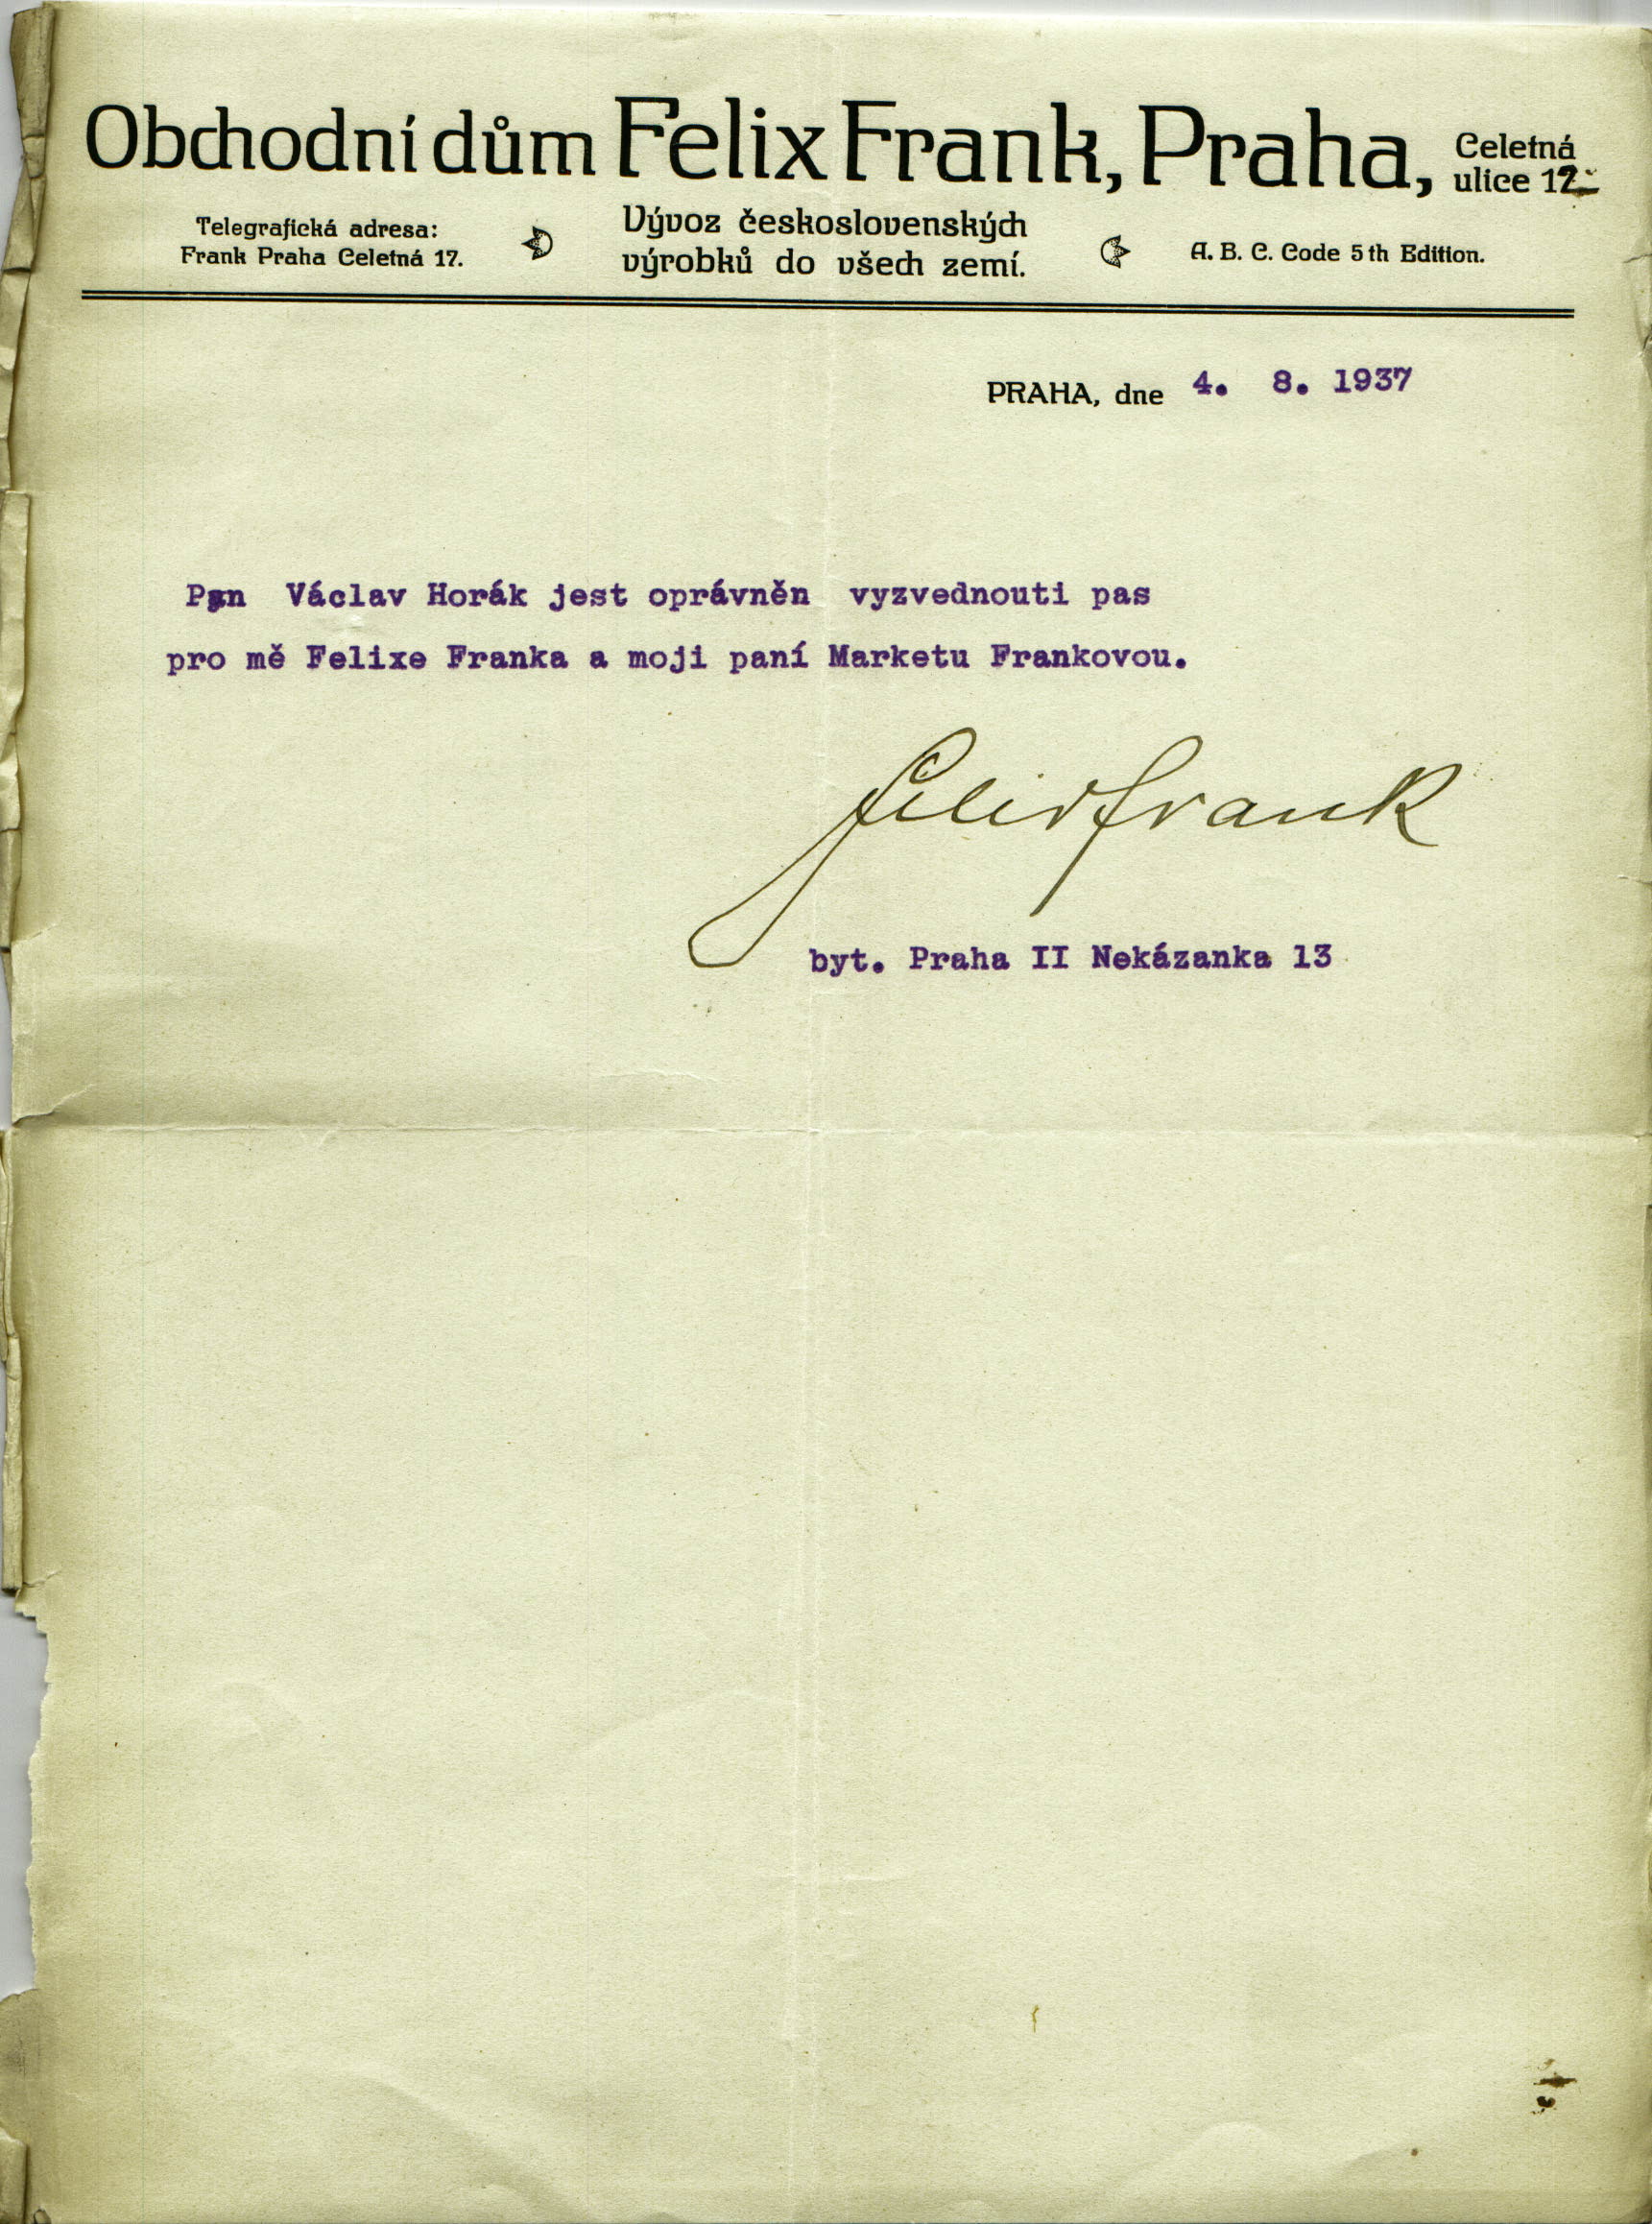 Obchodní dům Felix Frank, Praha, Celetná
ulice 17.
Telegrafická adresa:
Frank Praha Celetná 17.
Vývoz československých
výrobků do všech zemí.
A. B. C. Code 5 th Edition.
PRAHA, dne 4. 8. 1937
Pan Václav Horák jest oprávněn vyzvednouti pas
pro mě Felixe Franka a moji paní Marketu Frankovou.
Felix Frank
byt. Praha II Nekázanka 13